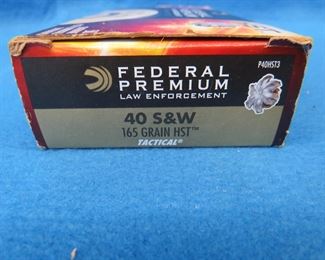 P40HST3
FEDERAL
PREMIUM
LAW ENFORCEMENT
40 S&W
165 GRAIN HST™
TACTICAL®